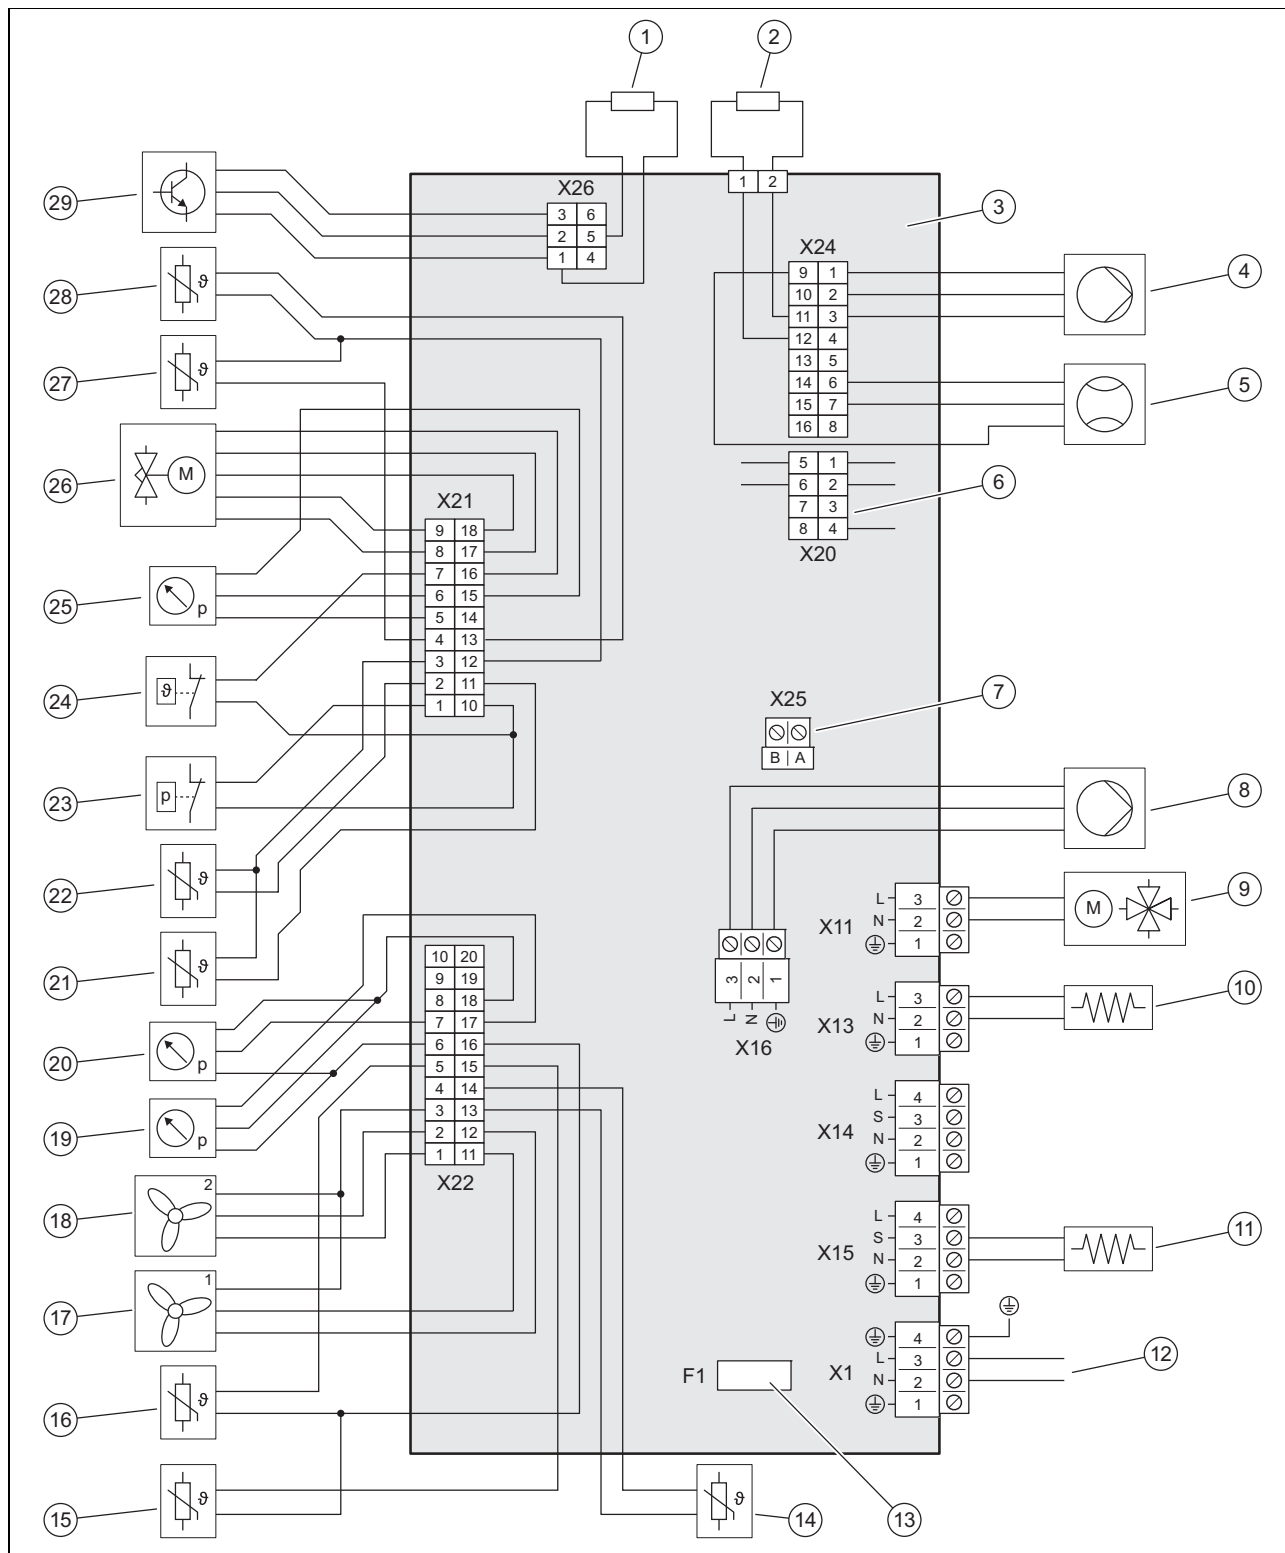 1 2
29 X26 1 2 3
3 6
2 5
1 4
28 ϑ X24 4
9 1
10 2
11 3
12 4
13 5
14 6
15 7
16 8
27 ϑ 5
26 M
5 1
6 2
7 3
8 4
X20
6
X21
9 18
8 17
7 16
6 15
5 14
4 13
3 12
2 11
1 10
25 p
24 ϑ
X25 7
B A
23 p
8
22 ϑ
X11
L 3
N 2
1
M 9
21 ϑ
10 20
9 19
8 18
7 17
6 16
5 15
4 14
3 13
2 12
1 11
X22
3 2 1
L N
X16
X13
L 3
N 2
1
10
20 p
19 p
X14
L 4
S 3
N 2
1
18 2
X15
L 4
S 3
N 2
1
11
17 1
F1
X1
4
L 3
N 2
1
12
16 ϑ
15 ϑ
ϑ 14
13